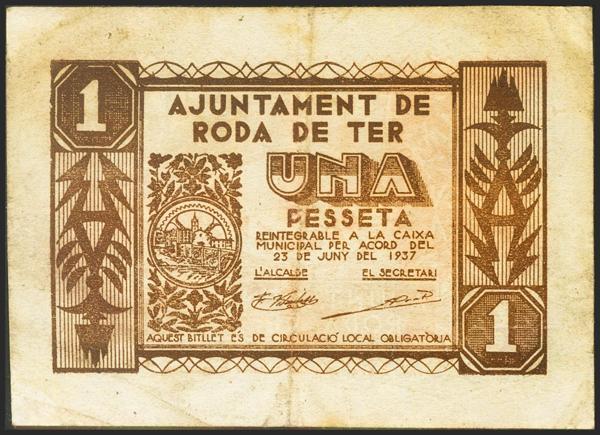 1
AJUNTAMENT DE
RODA DE TER
UNA
PESSETA
REINTEGRABLE A LA CAIXA
MUNICIPAL PER ACORD DEL
23 DE JUNY DEL 1937
L'ALCALDE EL SECRETARI
AQUEST BITLLET ES DE CIRCULACIÓ LOCAL OBLIGATÒRIA
1